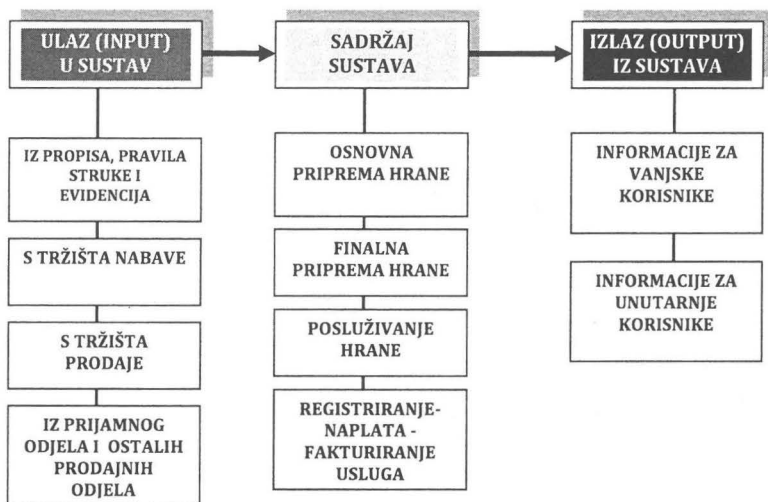 ULAZ (INPUT)
U SUSTAV
IZ PROPISA, PRAVILA
STRUKE I
EVIDENCIJA
S TRŽIŠTA NABAVE
S TRŽIŠTA
PRODAJE
IZ PRIJAMNOG
ODJELA I OSTALIH
PRODAJNIH
ODJELA
SADRŽAJ
SUSTAVA
OSNOVNA
PRIPREMA HRANE
FINALNA
PRIPREMA HRANE
POSLUŽIVANJE
HRANE
REGISTRIRANJE-
NAPLATA -
FAKTURIRANJE
USLUGA
IZLAZ (OUTPUT)
IZ SUSTAVA
INFORMACIJE ZA
VANJSKE
KORISNIKE
INFORMACIJE ZA
UNUTARNJE
KORISNIKE